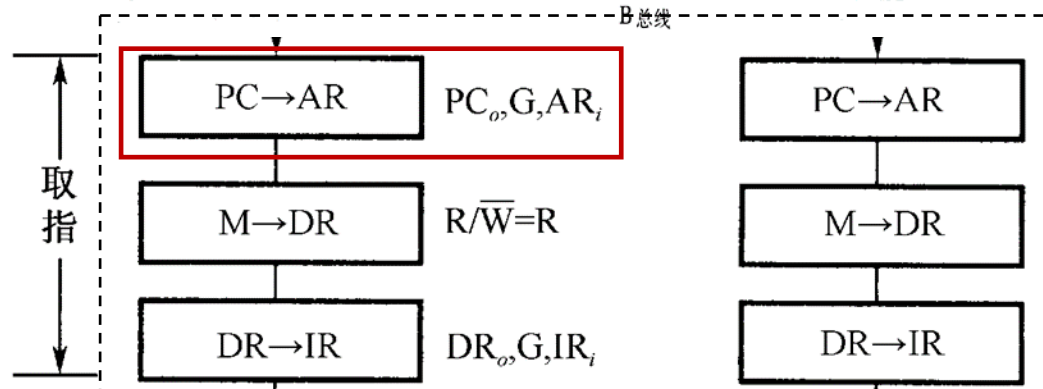 B总线
PC→AR
PCₒ,G,ARᵢ
PC→AR
取指
M→DR
R/W̅=R
M→DR
DR→IR
DRₒ,G,IRᵢ
DR→IR